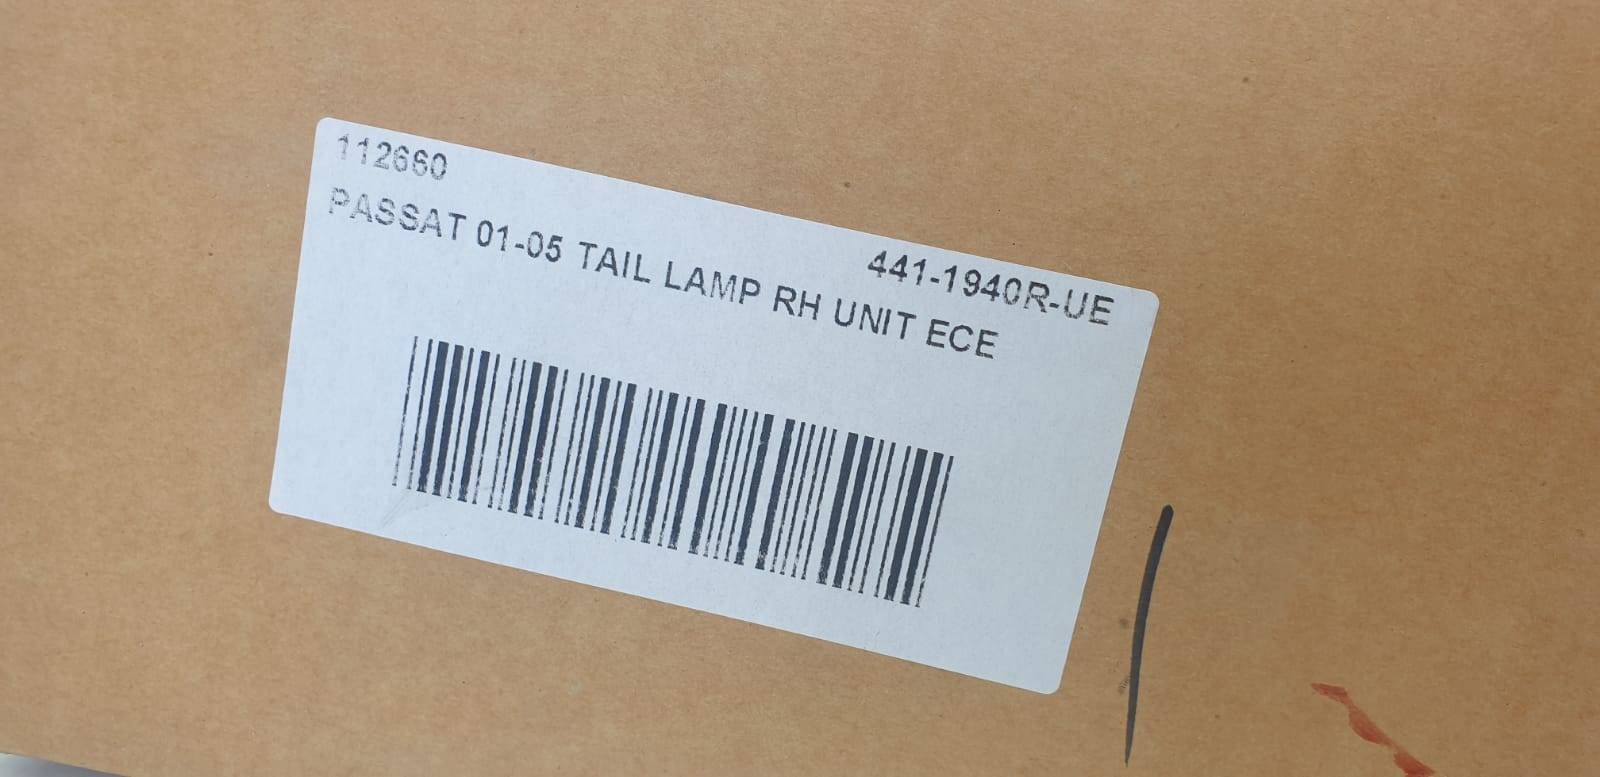 112660
441-1940R-UE
PASSAT 01-05 TAIL LAMP RH UNIT ECE